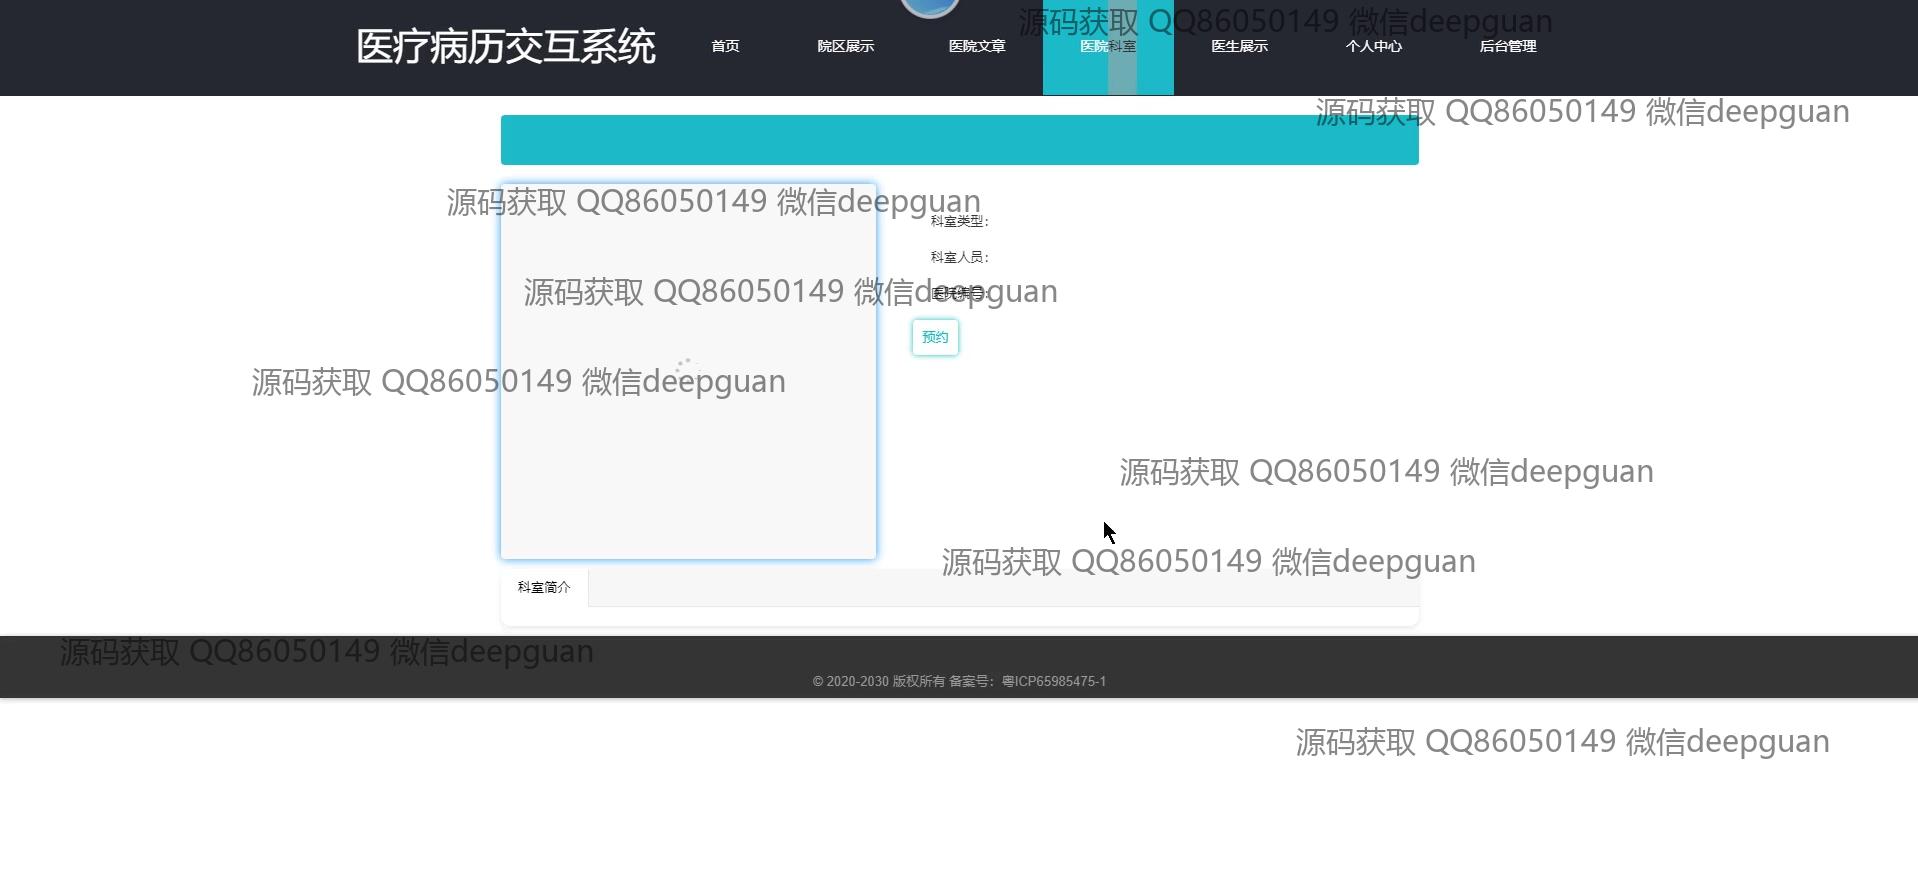 源码获取 QQ86050149 微信deepguan
医疗病历交互系统
首页
院区展示
医院文章
医院科室
医生展示
个人中心
后台管理
源码获取 QQ86050149 微信deepguan
源码获取 QQ86050149 微信deepguan
科室类型：
科室人员：
源码获取 QQ86050149 微信deepguan
医院编号：
预约
源码获取 QQ86050149 微信deepguan
源码获取 QQ86050149 微信deepguan
源码获取 QQ86050149 微信deepguan
科室简介
源码获取 QQ86050149 微信deepguan
© 2020-2030 版权所有 备案号：粤ICP65985475-1
源码获取 QQ86050149 微信deepguan